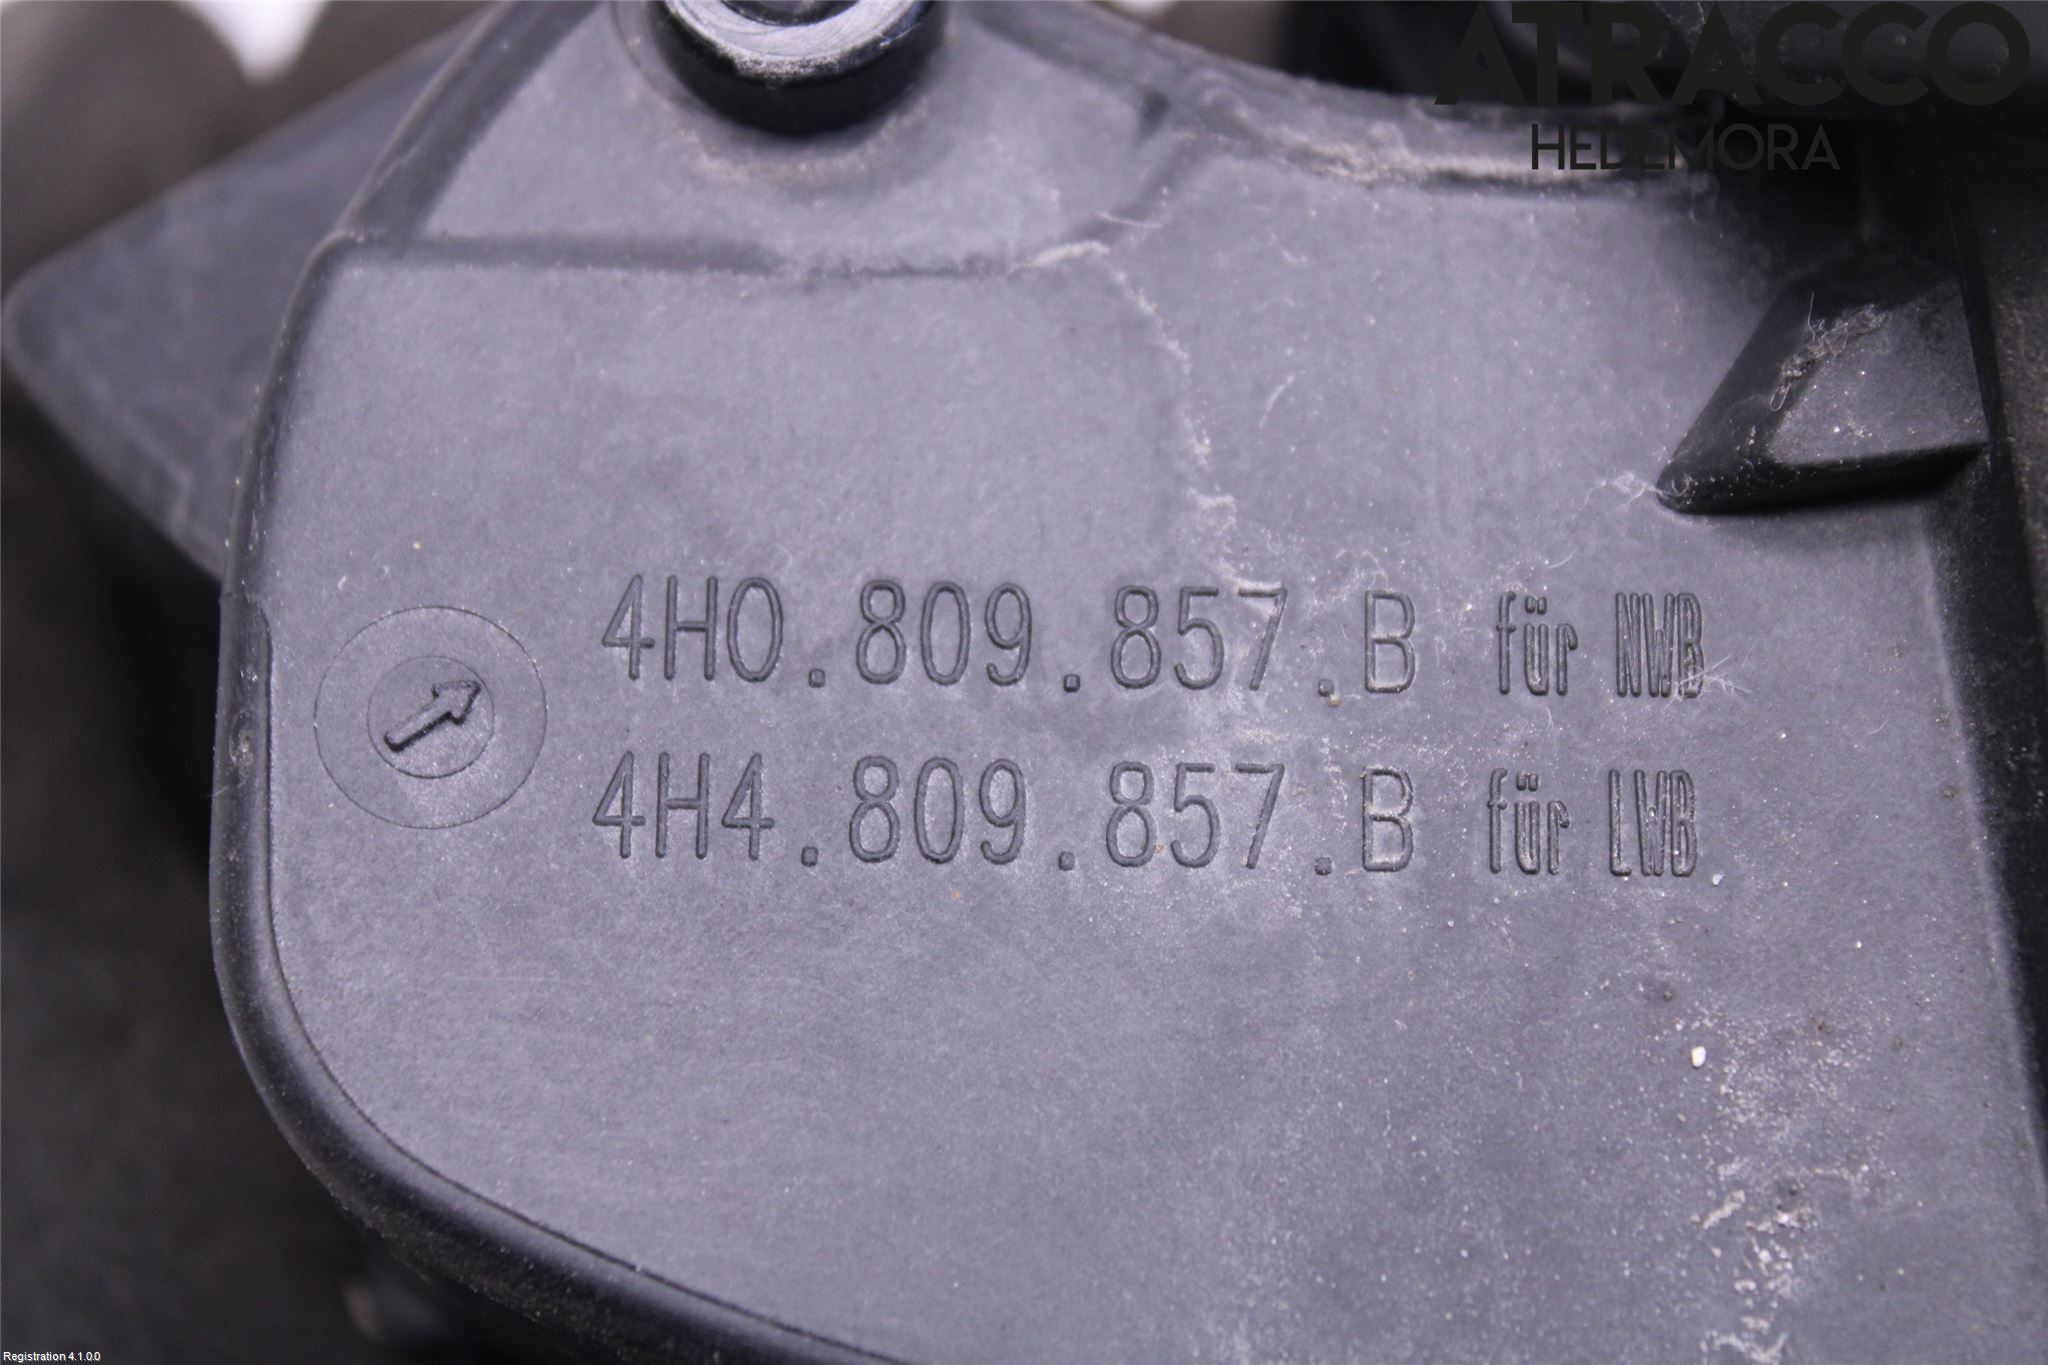 ATRACCO
HEDEMORA
4H0.809.857.B für NWB
4H4.809.857.B für LWB
Registration 4.1.0.0